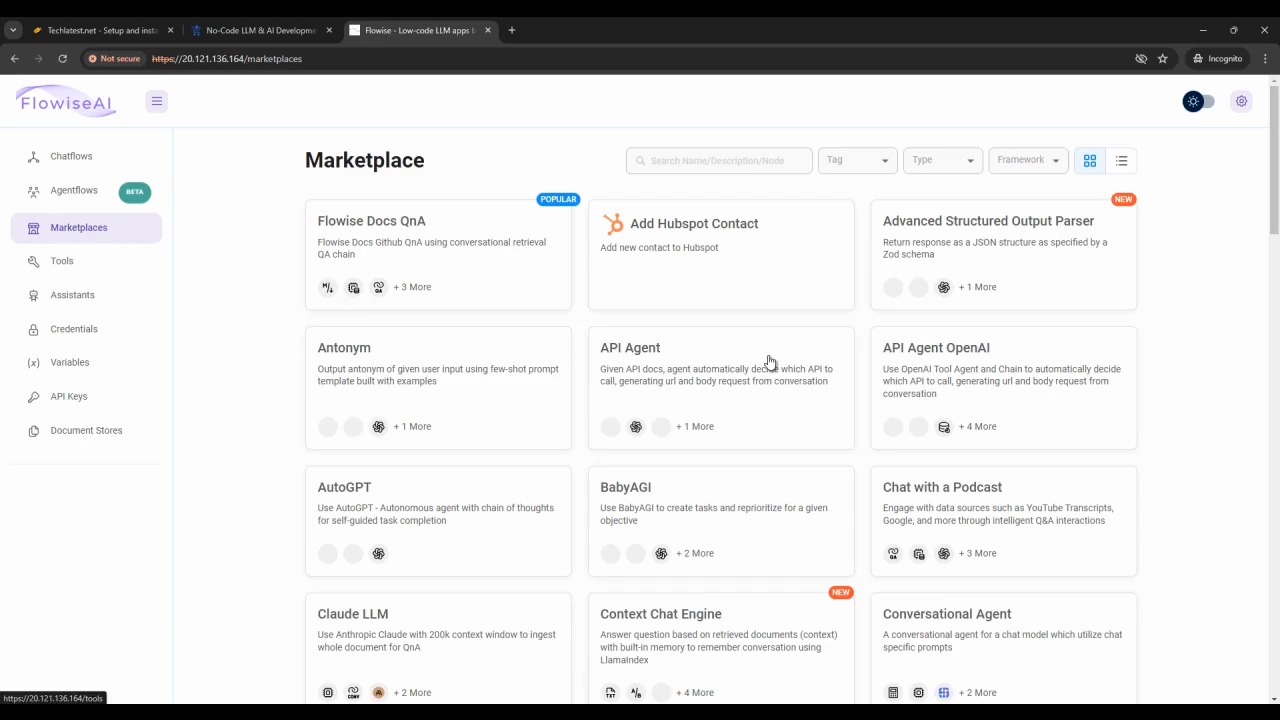 Techlatest.net - Setup and insta
No-Code LLM & AI Developme
Flowise - Low-code LLM apps b
Not secure
https://20.121.136.164/marketplaces
Incognito
FlowiseAI
Chatflows
Agentflows
BETA
Marketplaces
Tools
Assistants
Credentials
Variables
API Keys
Document Stores
Marketplace
Search Name/Description/Node
Tag
Type
Framework
POPULAR
Flowise Docs QnA
Flowise Docs Github QnA using conversational retrieval
QA chain
+ 3 More
Add Hubspot Contact
Add new contact to Hubspot
NEW
Advanced Structured Output Parser
Return response as a JSON structure as specified by a
Zod schema
+ 1 More
Antonym
Output antonym of given user input using few-shot prompt
template built with examples
+ 1 More
API Agent
Given API docs, agent automatically decide which API to
call, generating url and body request from conversation
+ 1 More
API Agent OpenAI
Use OpenAI Tool Agent and Chain to automatically decide
which API to call, generating url and body request from
conversation
+ 4 More
AutoGPT
Use AutoGPT - Autonomous agent with chain of thoughts
for self-guided task completion
BabyAGI
Use BabyAGI to create tasks and reprioritize for a given
objective
+ 2 More
Chat with a Podcast
Engage with data sources such as YouTube Transcripts,
Google, and more through intelligent Q&A interactions
+ 3 More
Claude LLM
Use Anthropic Claude with 200k context window to ingest
whole document for QnA
+ 2 More
NEW
Context Chat Engine
Answer question based on retrieved documents (context)
with built-in memory to remember conversation using
LlamaIndex
+ 4 More
Conversational Agent
A conversational agent for a chat model which utilize chat
specific prompts
+ 2 More
https://20.121.136.164/tools